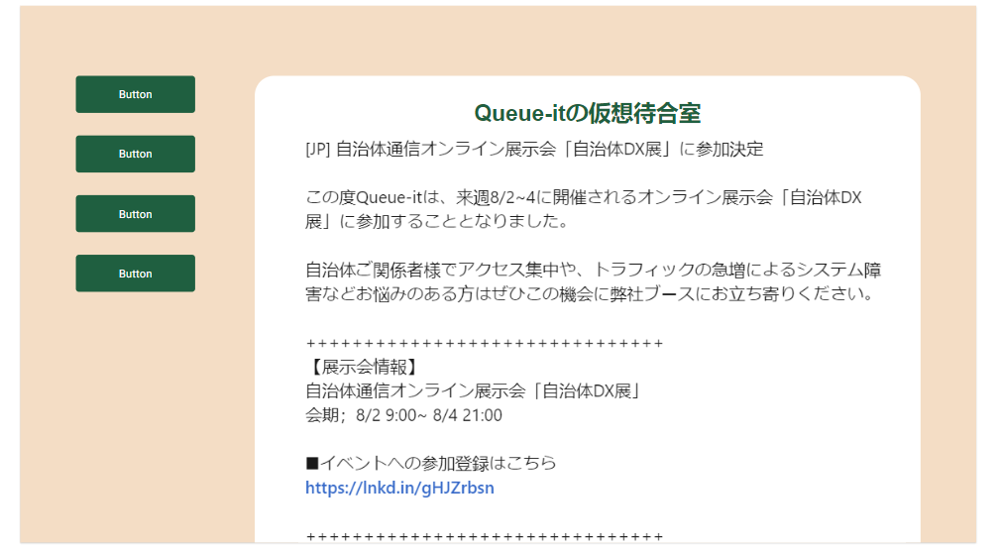 Button
Button
Button
Button
Queue-itの仮想待合室
[JP] 自治体通信オンライン展示会「自治体DX展」に参加決定
この度Queue-itは、来週8/2~4に開催されるオンライン展示会「自治体DX
展」に参加することとなりました。
自治体ご関係者様でアクセス集中や、トラフィックの急増によるシステム障
害などお悩みのある方はぜひこの機会に弊社ブースにお立ち寄りください。
+++++++++++++++++++++++++++++++
【展示会情報】
自治体通信オンライン展示会「自治体DX展」
会期；8/2 9:00~ 8/4 21:00
■イベントへの参加登録はこちら
https://lnkd.in/gHJZrbsn
+++++++++++++++++++++++++++++++